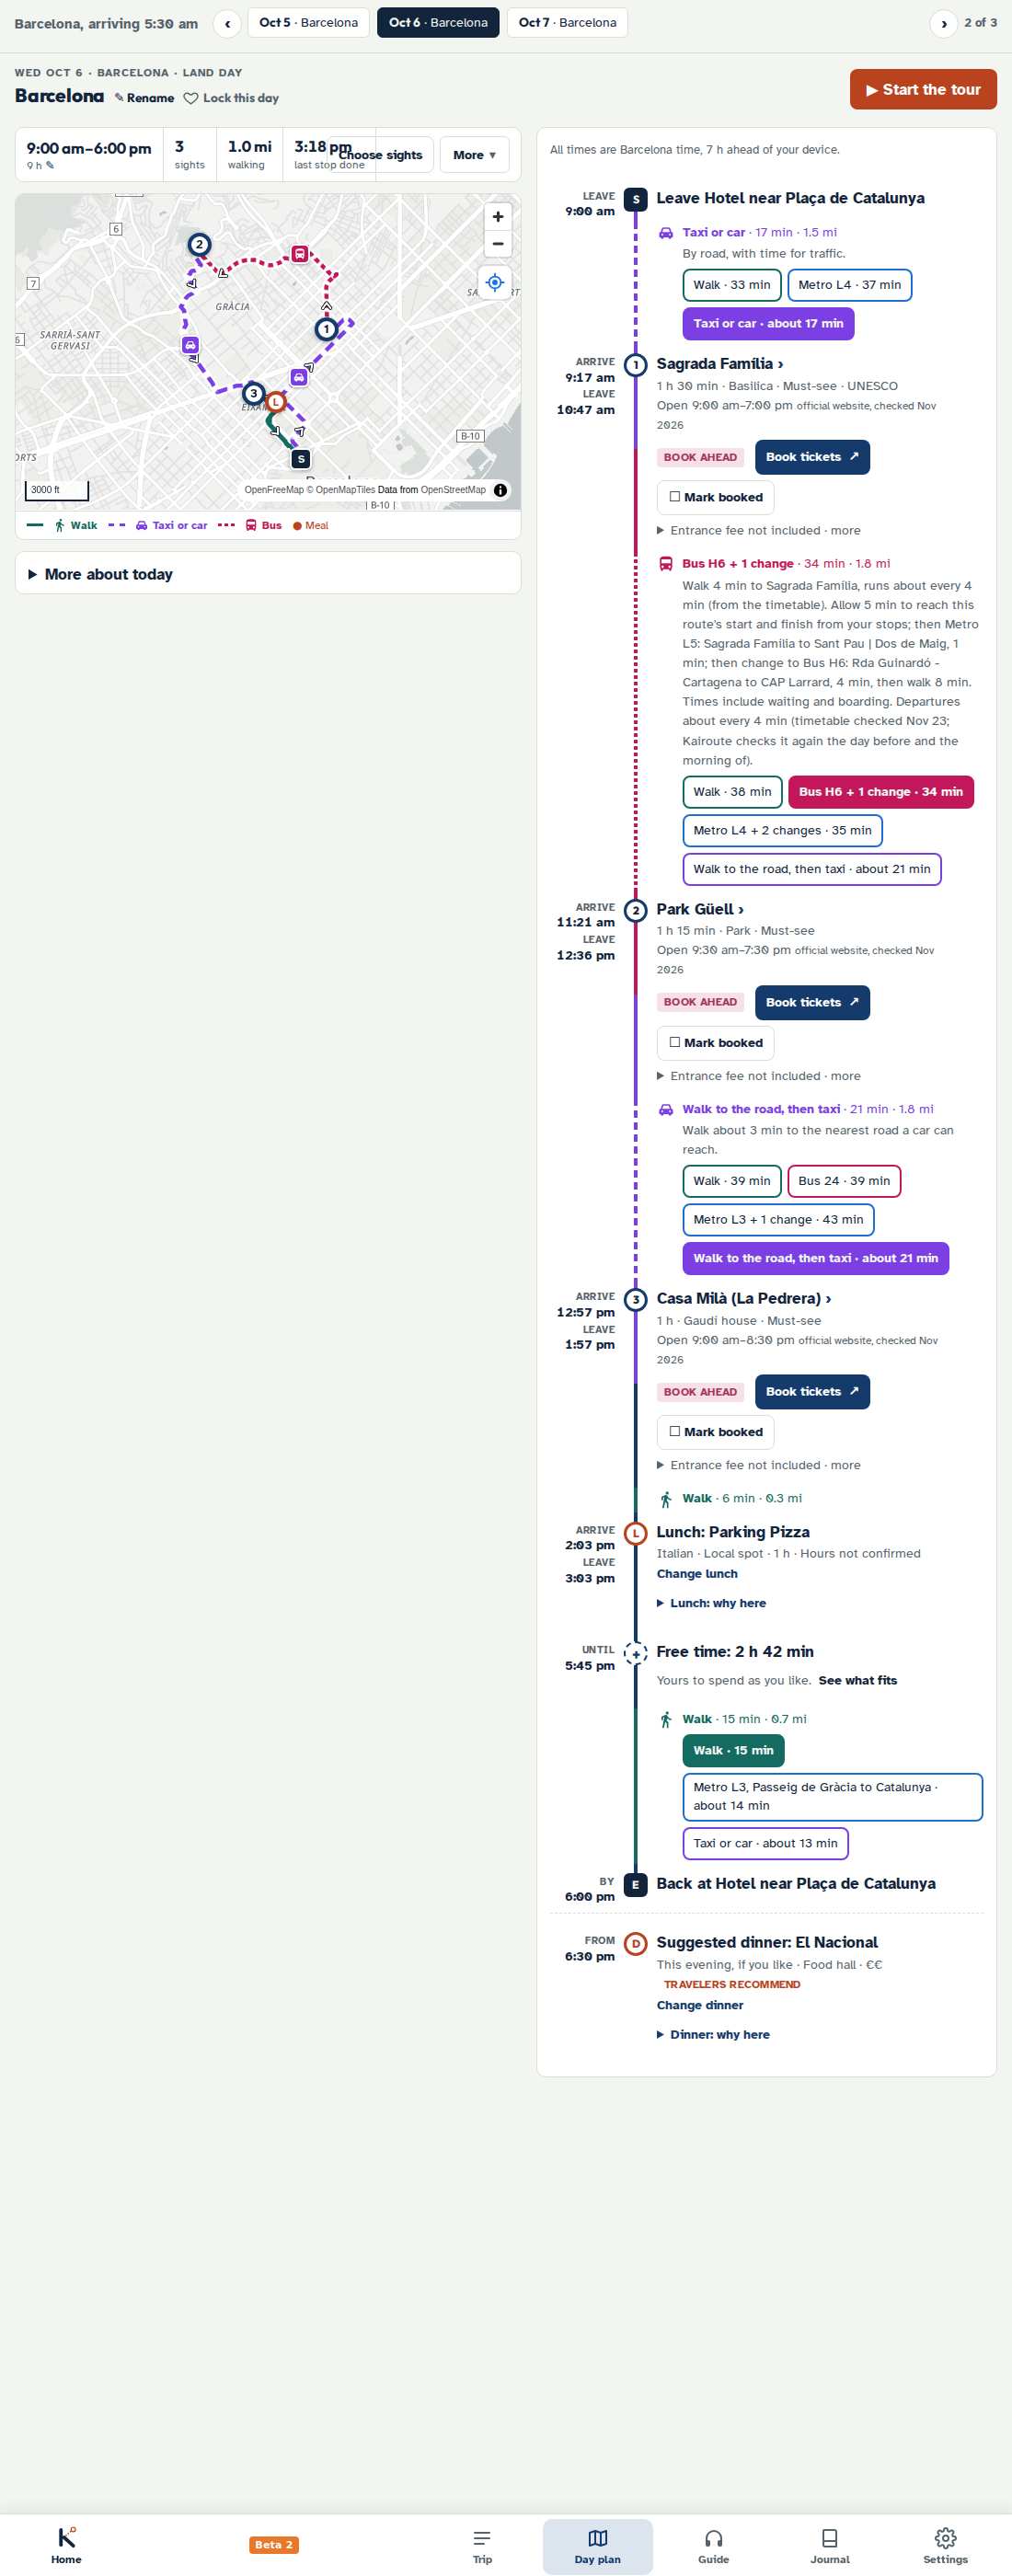 Barcelona, arriving 5:30 am
‹
Oct 5 · Barcelona
Oct 6 · Barcelona
Oct 7 · Barcelona
›
2 of 3
WED OCT 6 · BARCELONA · LAND DAY
Barcelona ✎ Rename ♡ Lock this day
▶ Start the tour
9:00 am–6:00 pm
9 h ✎
3
sights
1.0 mi
walking
3:18 pm
last stop done
Choose sights
More ▼
6
7
2
1
3
L
S
GRÀCIA
SARRIÀ-SANT
GERVASI
B-10
ORTS
+
−
3000 ft
OpenFreeMap © OpenMapTiles Data from OpenStreetMap
B-10
Walk
Taxi or car
Bus
Meal
▶ More about today
All times are Barcelona time, 7 h ahead of your device.
LEAVE
9:00 am
S
Leave Hotel near Plaça de Catalunya
Taxi or car · 17 min · 1.5 mi
By road, with time for traffic.
Walk · 33 min
Metro L4 · 37 min
Taxi or car · about 17 min
ARRIVE
9:17 am
LEAVE
10:47 am
1
Sagrada Família ›
1 h 30 min · Basilica · Must-see · UNESCO
Open 9:00 am–7:00 pm official website, checked Nov
2026
BOOK AHEAD
Book tickets ↗
☐ Mark booked
▶ Entrance fee not included · more
Bus H6 + 1 change · 34 min · 1.8 mi
Walk 4 min to Sagrada Família, runs about every 4
min (from the timetable). Allow 5 min to reach this
route's start and finish from your stops; then Metro
L5: Sagrada Família to Sant Pau | Dos de Maig, 1
min; then change to Bus H6: Rda Guinardó -
Cartagena to CAP Larrard, 4 min, then walk 8 min.
Times include waiting and boarding. Departures
about every 4 min (timetable checked Nov 23;
Kairoute checks it again the day before and the
morning of).
Walk · 38 min
Bus H6 + 1 change · 34 min
Metro L4 + 2 changes · 35 min
Walk to the road, then taxi · about 21 min
ARRIVE
11:21 am
LEAVE
12:36 pm
2
Park Güell ›
1 h 15 min · Park · Must-see
Open 9:30 am–7:30 pm official website, checked Nov
2026
BOOK AHEAD
Book tickets ↗
☐ Mark booked
▶ Entrance fee not included · more
Walk to the road, then taxi · 21 min · 1.8 mi
Walk about 3 min to the nearest road a car can
reach.
Walk · 39 min
Bus 24 · 39 min
Metro L3 + 1 change · 43 min
Walk to the road, then taxi · about 21 min
ARRIVE
12:57 pm
LEAVE
1:57 pm
3
Casa Milà (La Pedrera) ›
1 h · Gaudí house · Must-see
Open 9:00 am–8:30 pm official website, checked Nov
2026
BOOK AHEAD
Book tickets ↗
☐ Mark booked
▶ Entrance fee not included · more
Walk · 6 min · 0.3 mi
ARRIVE
2:03 pm
LEAVE
3:03 pm
L
Lunch: Parking Pizza
Italian · Local spot · 1 h · Hours not confirmed
Change lunch
▶ Lunch: why here
UNTIL
5:45 pm
+
Free time: 2 h 42 min
Yours to spend as you like. See what fits
Walk · 15 min · 0.7 mi
Walk · 15 min
Metro L3, Passeig de Gràcia to Catalunya ·
about 14 min
Taxi or car · about 13 min
BY
6:00 pm
E
Back at Hotel near Plaça de Catalunya
FROM
6:30 pm
D
Suggested dinner: El Nacional
This evening, if you like · Food hall · €€
TRAVELERS RECOMMEND
Change dinner
▶ Dinner: why here
Home
Beta 2
Trip
Day plan
Guide
Journal
Settings